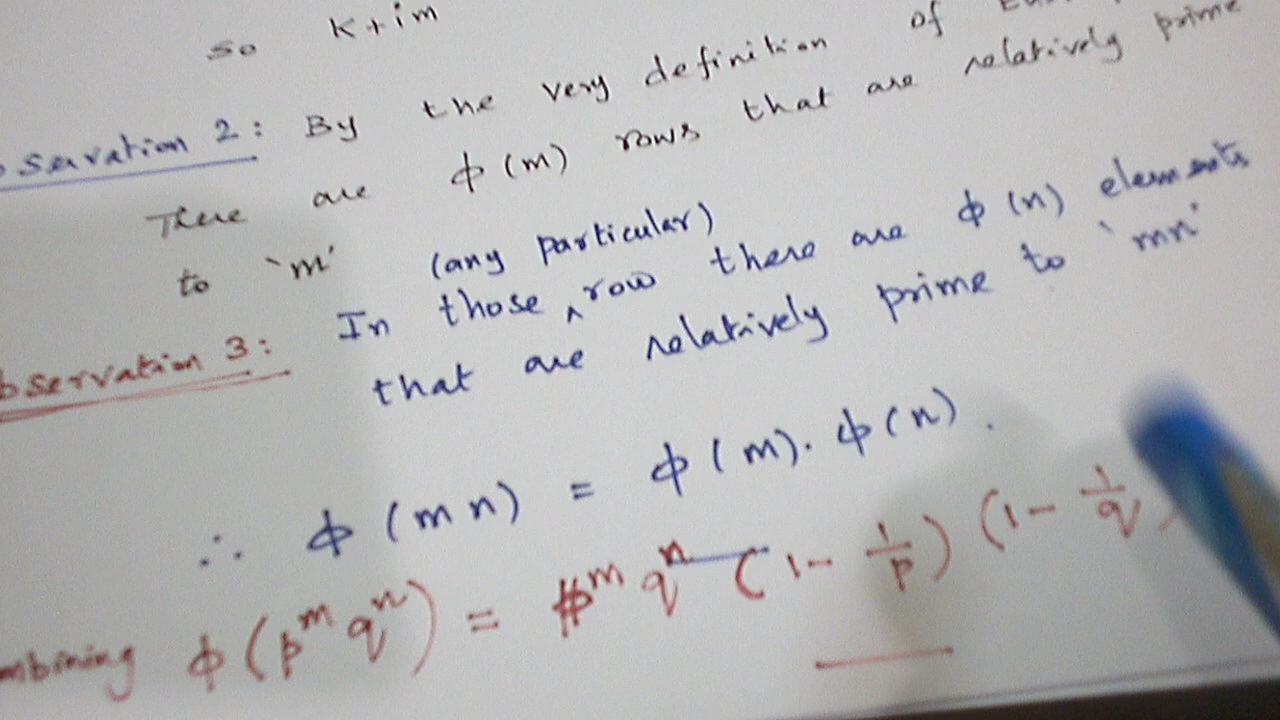 so k+im
Observation 2: By the very definition of
There are ϕ(m) rows that are relatively prime
to 'm'
(any particular)
Observation 3: In those ^ row there are ϕ(n) elements
that are relatively prime to 'mn'
∴ ϕ(mn) = ϕ(m).ϕ(n).
mbining ϕ(p^m q^n) = p^m q^n (1 - 1/p) (1 - 1/q)